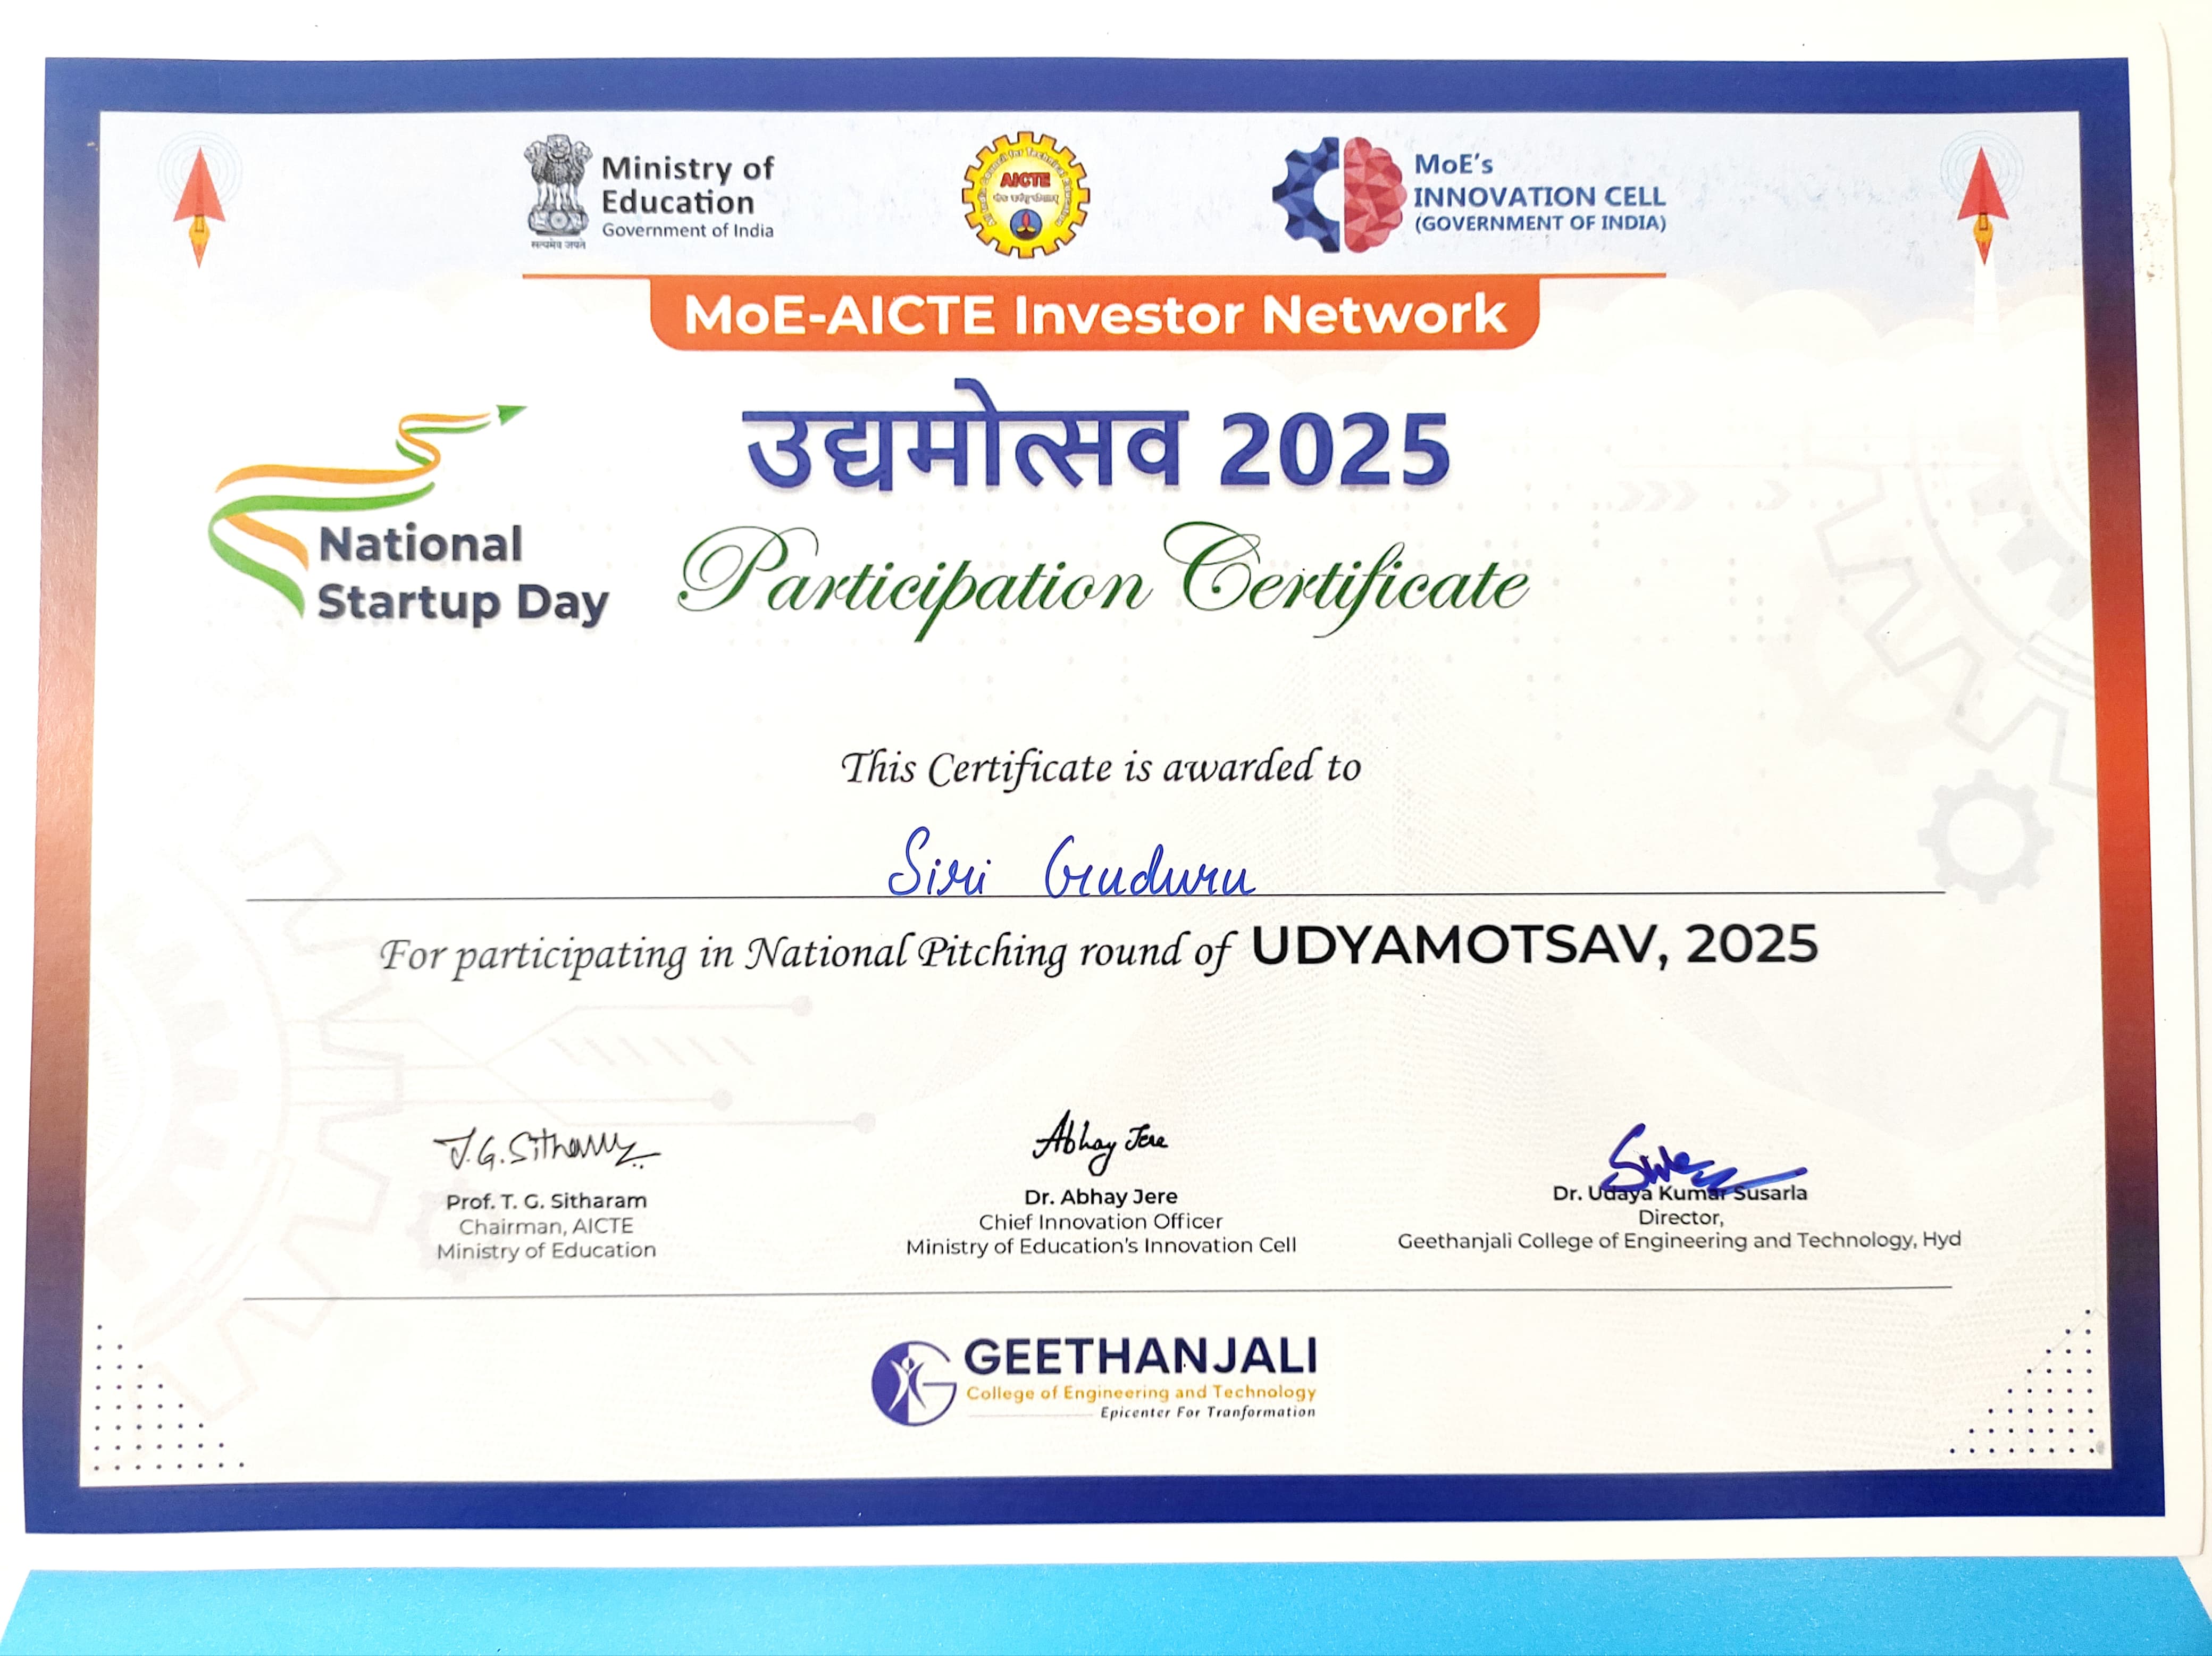 Ministry of
Education
Government of India
सत्यमेव जयते
AICTE
MoE's
INNOVATION CELL
(GOVERNMENT OF INDIA)
MoE-AICTE Investor Network
उद्यमोत्सव 2025
National
Startup Day
Participation Certificate
This Certificate is awarded to
Siri Guduru
For participating in National Pitching round of UDYAMOTSAV, 2025
T.G. Sitharam
Abhay Jere
Prof. T. G. Sitharam
Chairman, AICTE
Ministry of Education
Dr. Abhay Jere
Chief Innovation Officer
Ministry of Education's Innovation Cell
Dr. Udaya Kumar Susarla
Director,
Geethanjali College of Engineering and Technology, Hyd
GEETHANJALI
College of Engineering and Technology
Epicenter For Tranformation